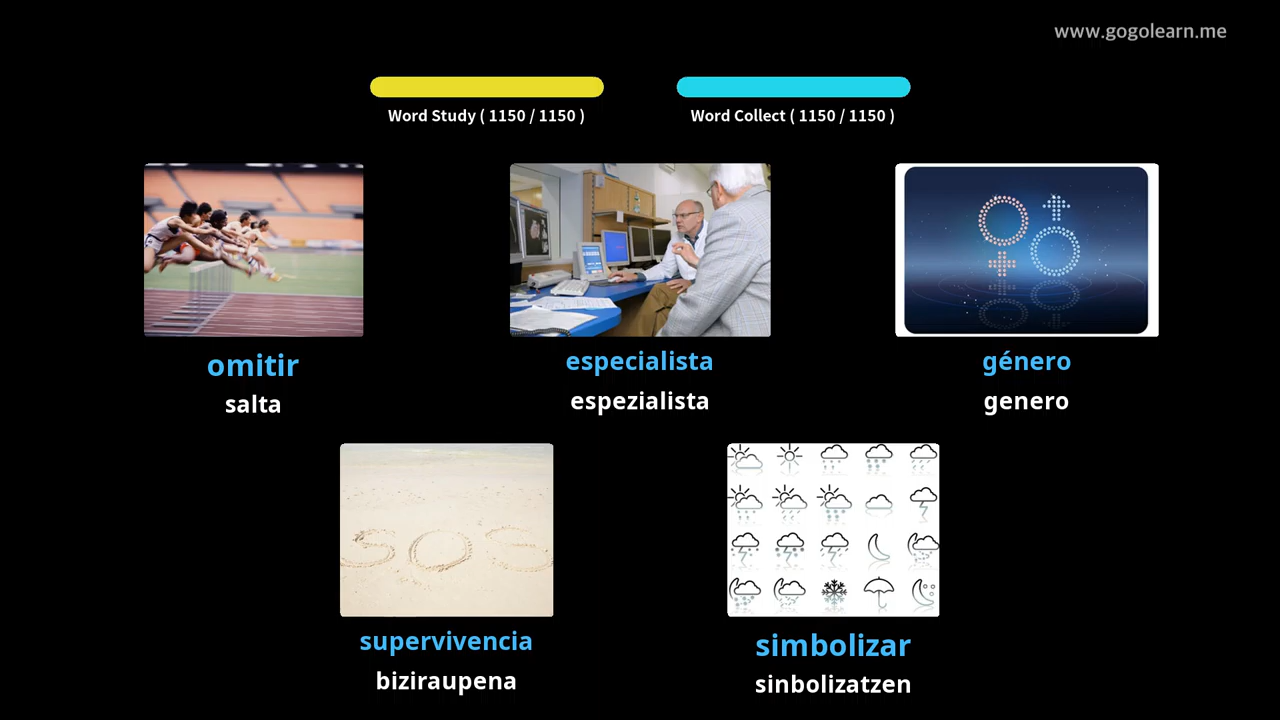 www.gogolearn.me
Word Study ( 1150 / 1150 )
Word Collect ( 1150 / 1150 )
omitir
salta
especialista
espezialista
género
genero
SOS
supervivencia
biziraupena
simbolizar
sinbolizatzen